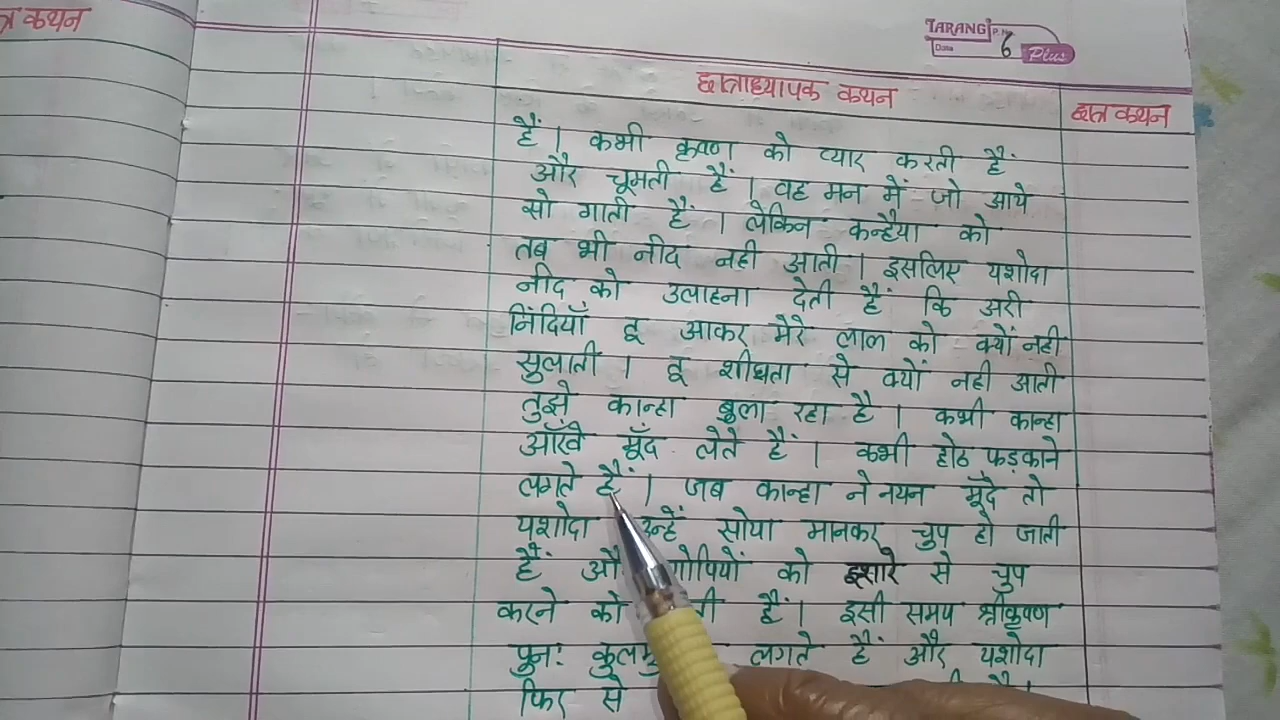 त्र कथन
TARANG P.N. 6
Date Plus
छात्राध्यापक कथन
छात्र कथन
हैं । कभी कृष्ण को प्यार करती हैं
और चूमती हैं । वह मन में जो आये
सो गाती हैं । लेकिन कन्हैया को
तब भी नीद नही आती । इसलिए यशोदा
नीद को उलाहना देती हैं कि अरी
निंदियाँ तू आकर मेरे लाल को क्यों नही
सुलाती । तू शीघ्रता से क्यों नही आती
तुझे कान्हा बुला रहा है । कभी कान्हा
आँखे मूँद लेते हैं । कभी होठ फड़काने
लगते हैं । जब कान्हा ने नयन मूँदे तो
यशोदा उन्हें सोया मानकर चुप हो जाती
हैं गोपियों को इशारे से चुप
करने को हैं । इसी समय श्रीकृष्ण
पुनः लगते हैं और यशोदा
फिर से